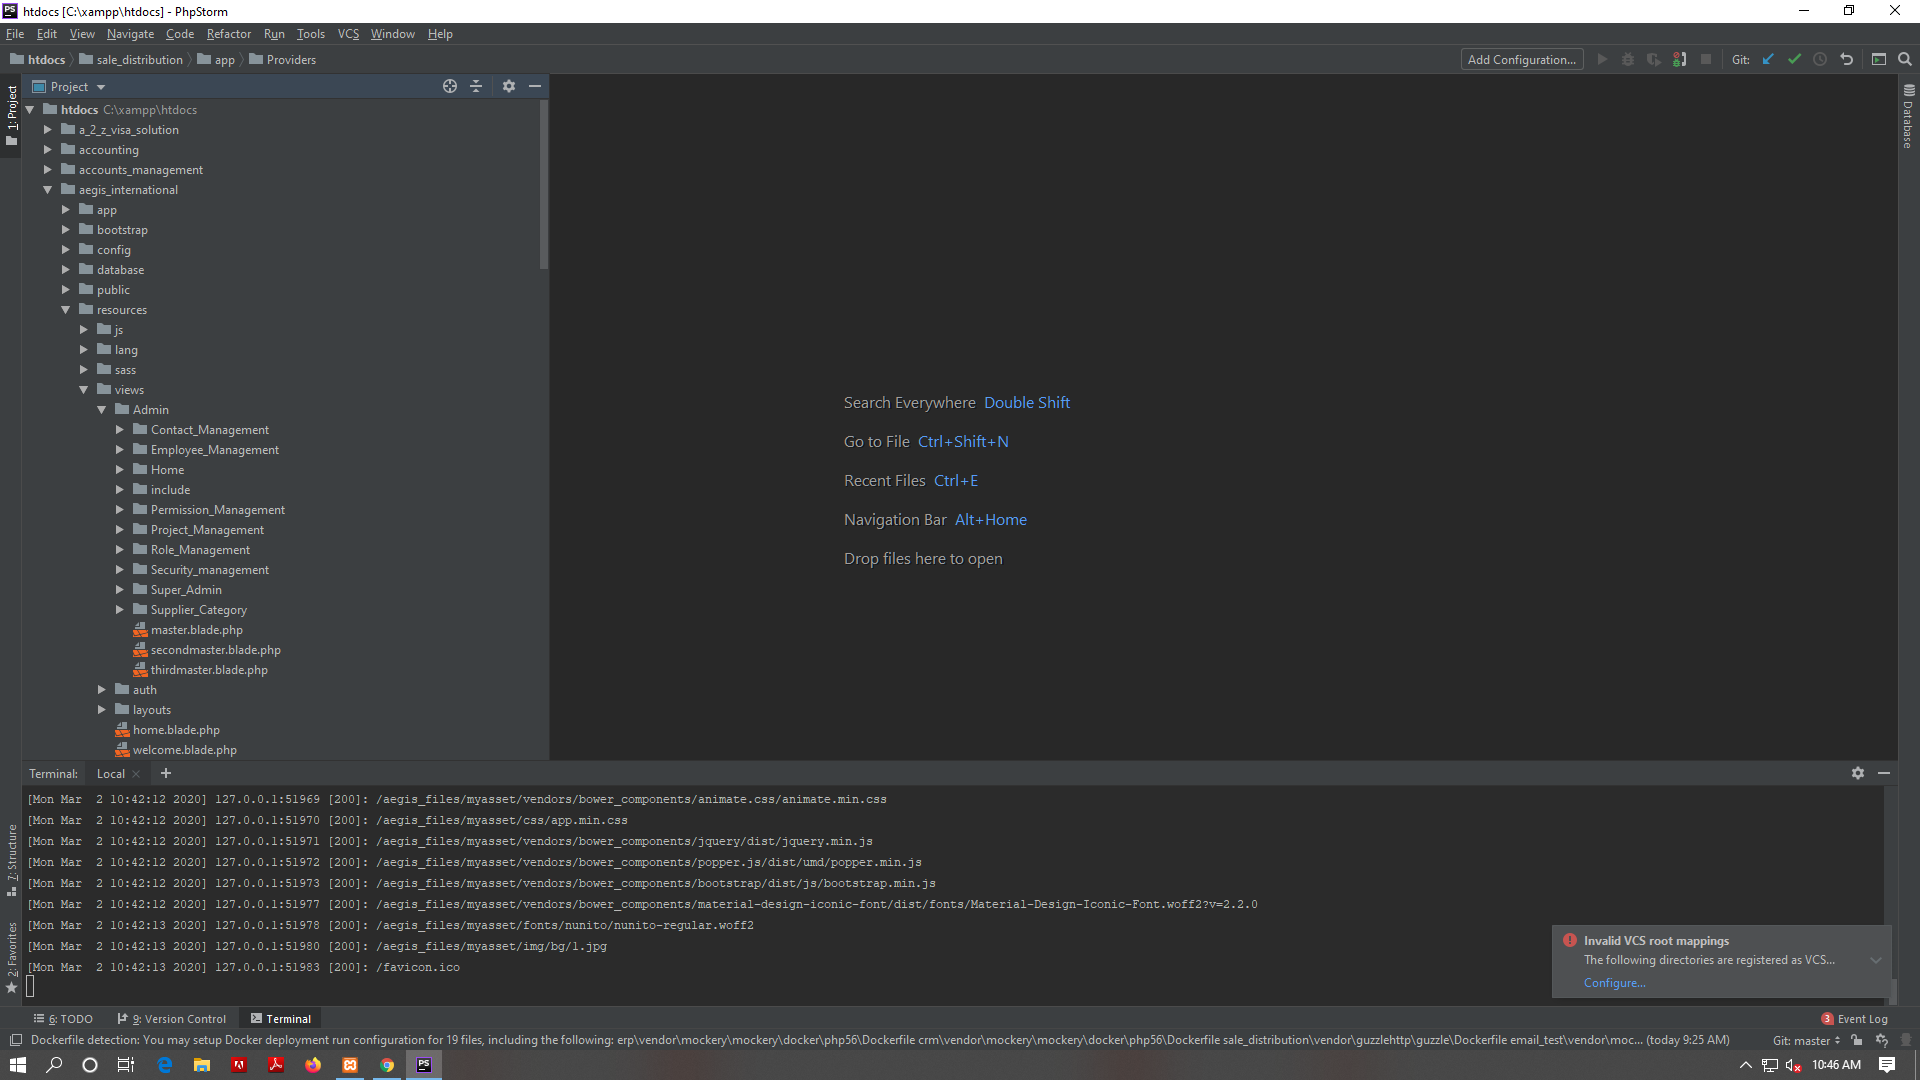 htdocs [C:\xampp\htdocs] - PhpStorm
File Edit View Navigate Code Refactor Run Tools VCS Window Help
htdocs sale_distribution app Providers
Add Configuration... Git:
1: Project
Project
htdocs C:\xampp\htdocs
a_2_z_visa_solution
accounting
accounts_management
aegis_international
app
bootstrap
config
database
public
resources
js
lang
sass
views
Admin
Contact_Management
Employee_Management
Home
include
Permission_Management
Project_Management
Role_Management
Security_management
Super_Admin
Supplier_Category
master.blade.php
secondmaster.blade.php
thirdmaster.blade.php
auth
layouts
home.blade.php
welcome.blade.php
Search Everywhere Double Shift
Go to File Ctrl+Shift+N
Recent Files Ctrl+E
Navigation Bar Alt+Home
Drop files here to open
Database
Terminal: Local
[Mon Mar  2 10:42:12 2020] 127.0.0.1:51969 [200]: /aegis_files/myasset/vendors/bower_components/animate.css/animate.min.css
[Mon Mar  2 10:42:12 2020] 127.0.0.1:51970 [200]: /aegis_files/myasset/css/app.min.css
[Mon Mar  2 10:42:12 2020] 127.0.0.1:51971 [200]: /aegis_files/myasset/vendors/bower_components/jquery/dist/jquery.min.js
[Mon Mar  2 10:42:12 2020] 127.0.0.1:51972 [200]: /aegis_files/myasset/vendors/bower_components/popper.js/dist/umd/popper.min.js
[Mon Mar  2 10:42:12 2020] 127.0.0.1:51973 [200]: /aegis_files/myasset/vendors/bower_components/bootstrap/dist/js/bootstrap.min.js
[Mon Mar  2 10:42:12 2020] 127.0.0.1:51977 [200]: /aegis_files/myasset/vendors/bower_components/material-design-iconic-font/dist/fonts/Material-Design-Iconic-Font.woff2?v=2.2.0
[Mon Mar  2 10:42:13 2020] 127.0.0.1:51978 [200]: /aegis_files/myasset/fonts/nunito/nunito-regular.woff2
[Mon Mar  2 10:42:13 2020] 127.0.0.1:51980 [200]: /aegis_files/myasset/img/bg/1.jpg
[Mon Mar  2 10:42:13 2020] 127.0.0.1:51983 [200]: /favicon.ico
7: Structure
2: Favorites
Invalid VCS root mappings
The following directories are registered as VCS...
Configure...
6: TODO 9: Version Control Terminal 3 Event Log
Dockerfile detection: You may setup Docker deployment run configuration for 19 files, including the following: erp\vendor\mockery\mockery\docker\php56\Dockerfile crm\vendor\mockery\mockery\docker\php56\Dockerfile sale_distribution\vendor\guzzlehttp\guzzle\Dockerfile email_test\vendor\moc... (today 9:25 AM) Git: master
10:46 AM